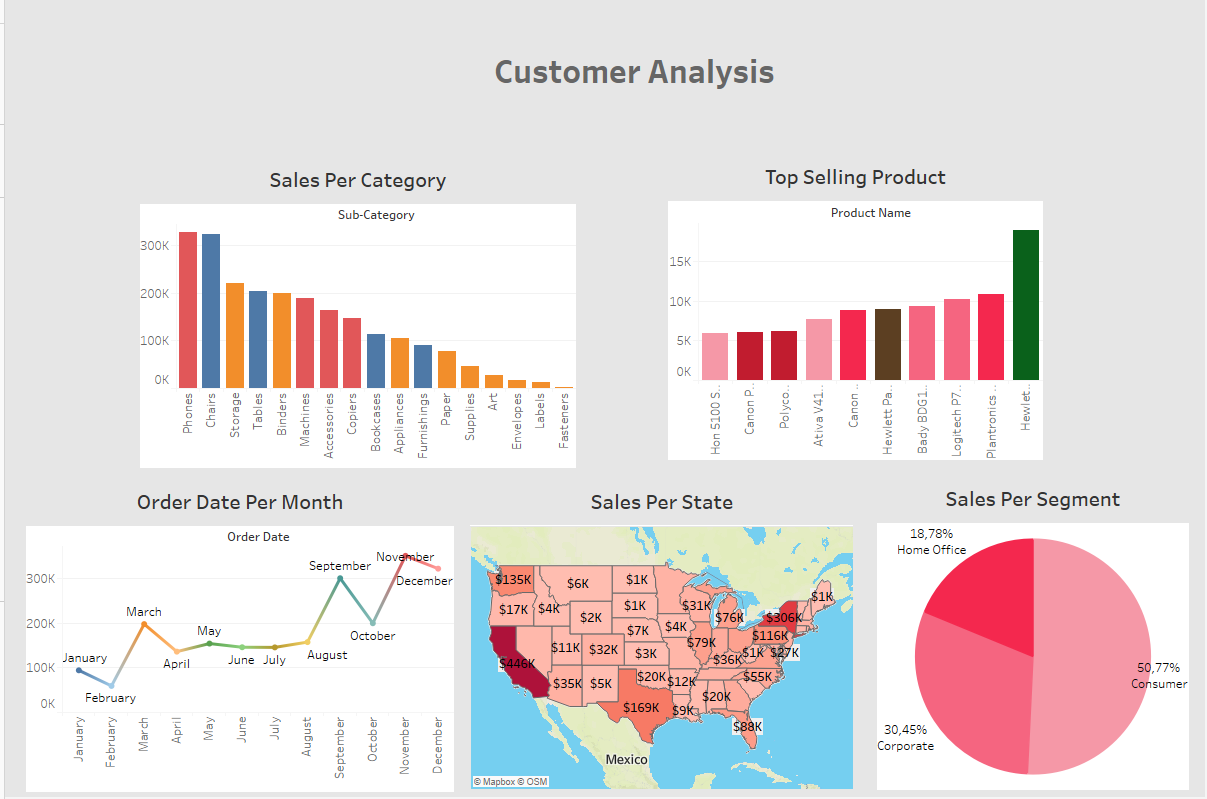 Customer Analysis
Sales Per Category
Top Selling Product
Sub-Category
300K
200K
100K
0K
Phones
Chairs
Storage
Tables
Binders
Machines
Accessories
Copiers
Bookcases
Appliances
Furnishings
Paper
Supplies
Art
Envelopes
Labels
Fasteners
Product Name
15K
10K
5K
0K
Hon 5100 S..
Canon P..
Polyco..
Ativa V41..
Canon ..
Hewlett Pa..
Bady BDG1..
Logitech P7..
Plantronics ..
Hewlet..
Order Date Per Month
Sales Per State
Sales Per Segment
Order Date
300K
200K
100K
0K
January
February
March
April
May
June
July
August
September
October
November
December
January
February
March
April
May
June
July
August
September
October
November
December
$135K
$6K
$1K
$1K
$17K
$4K
$2K
$1K
$31K
$76K
$306K
$7K
$4K
$116K
$446K
$11K
$32K
$3K
$79K
$36K
$1K
$27K
$35K
$5K
$20K
$12K
$55K
$169K
$9K
$20K
$88K
Mexico
© Mapbox © OSM
18,78%
Home Office
50,77%
Consumer
30,45%
Corporate